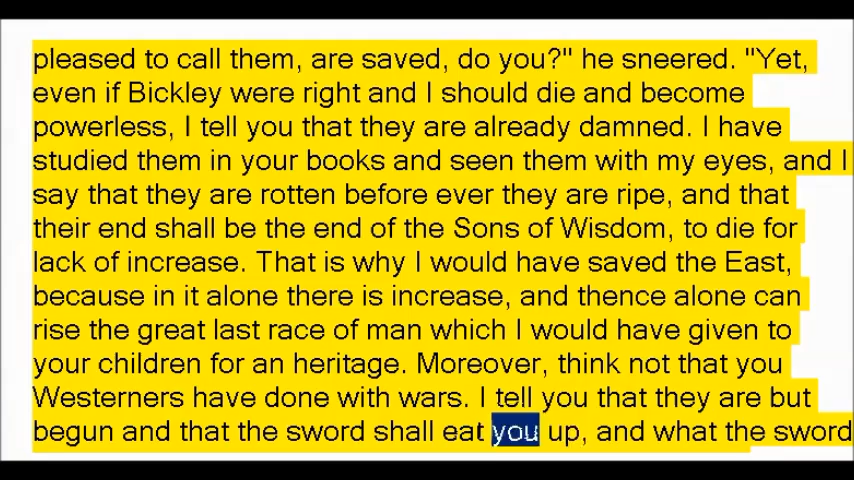 pleased to call them, are saved, do you?" he sneered. "Yet,
even if Bickley were right and I should die and become
powerless, I tell you that they are already damned. I have
studied them in your books and seen them with my eyes, and I
say that they are rotten before ever they are ripe, and that
their end shall be the end of the Sons of Wisdom, to die for
lack of increase. That is why I would have saved the East,
because in it alone there is increase, and thence alone can
rise the great last race of man which I would have given to
your children for an heritage. Moreover, think not that you
Westerners have done with wars. I tell you that they are but
begun and that the sword shall eat you up, and what the sword